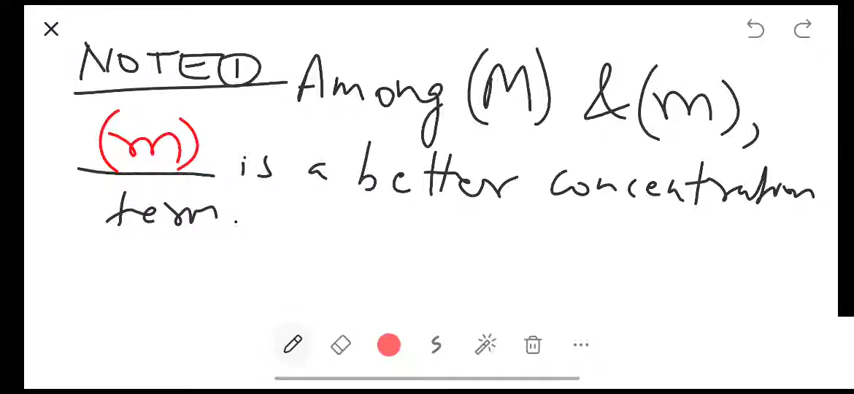 NOTE① Among (M) & (m),
(m) is a better concentration
term.